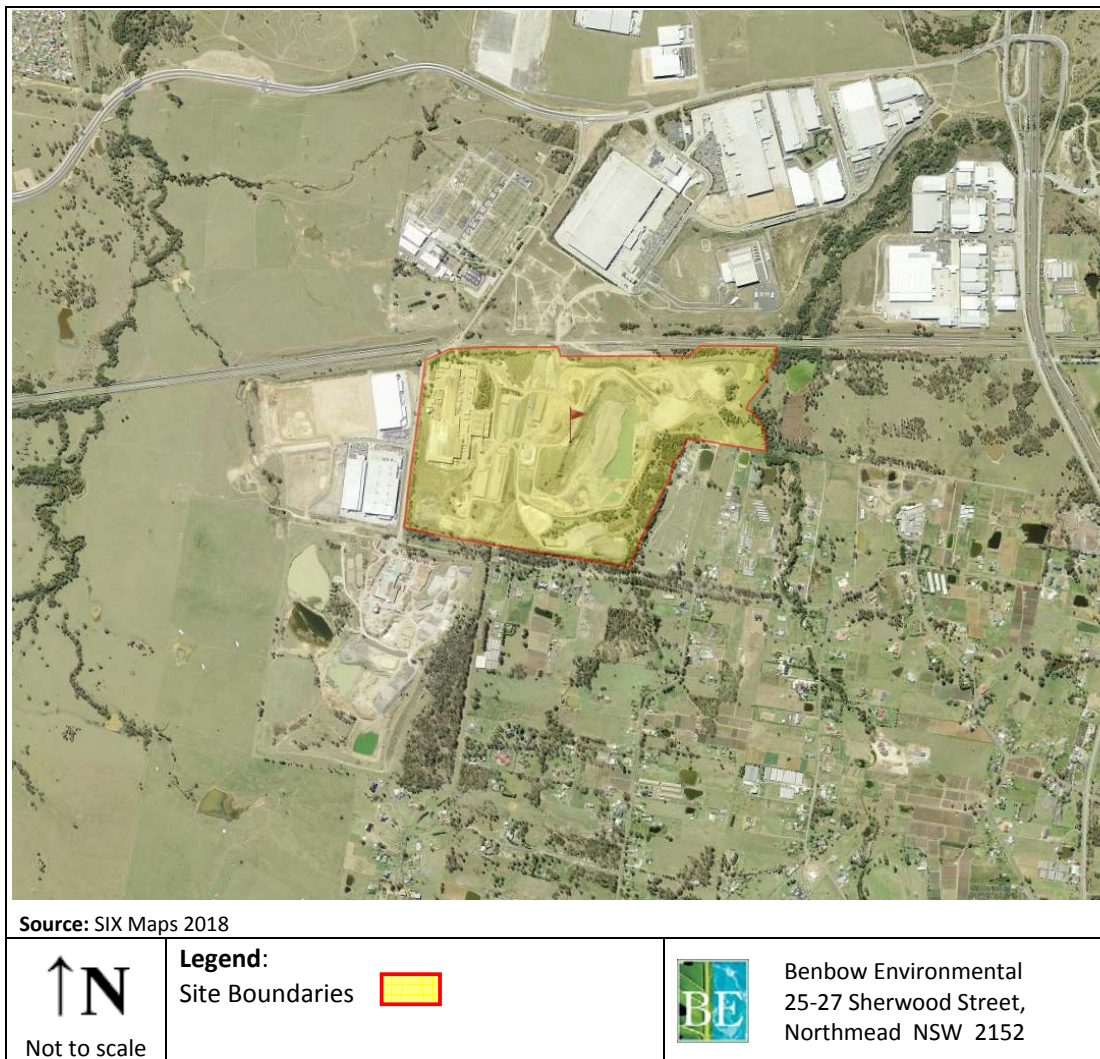 Source: SIX Maps 2018
↑N
Not to scale
Legend:
Site Boundaries
BE
Benbow Environmental
25-27 Sherwood Street,
Northmead NSW 2152